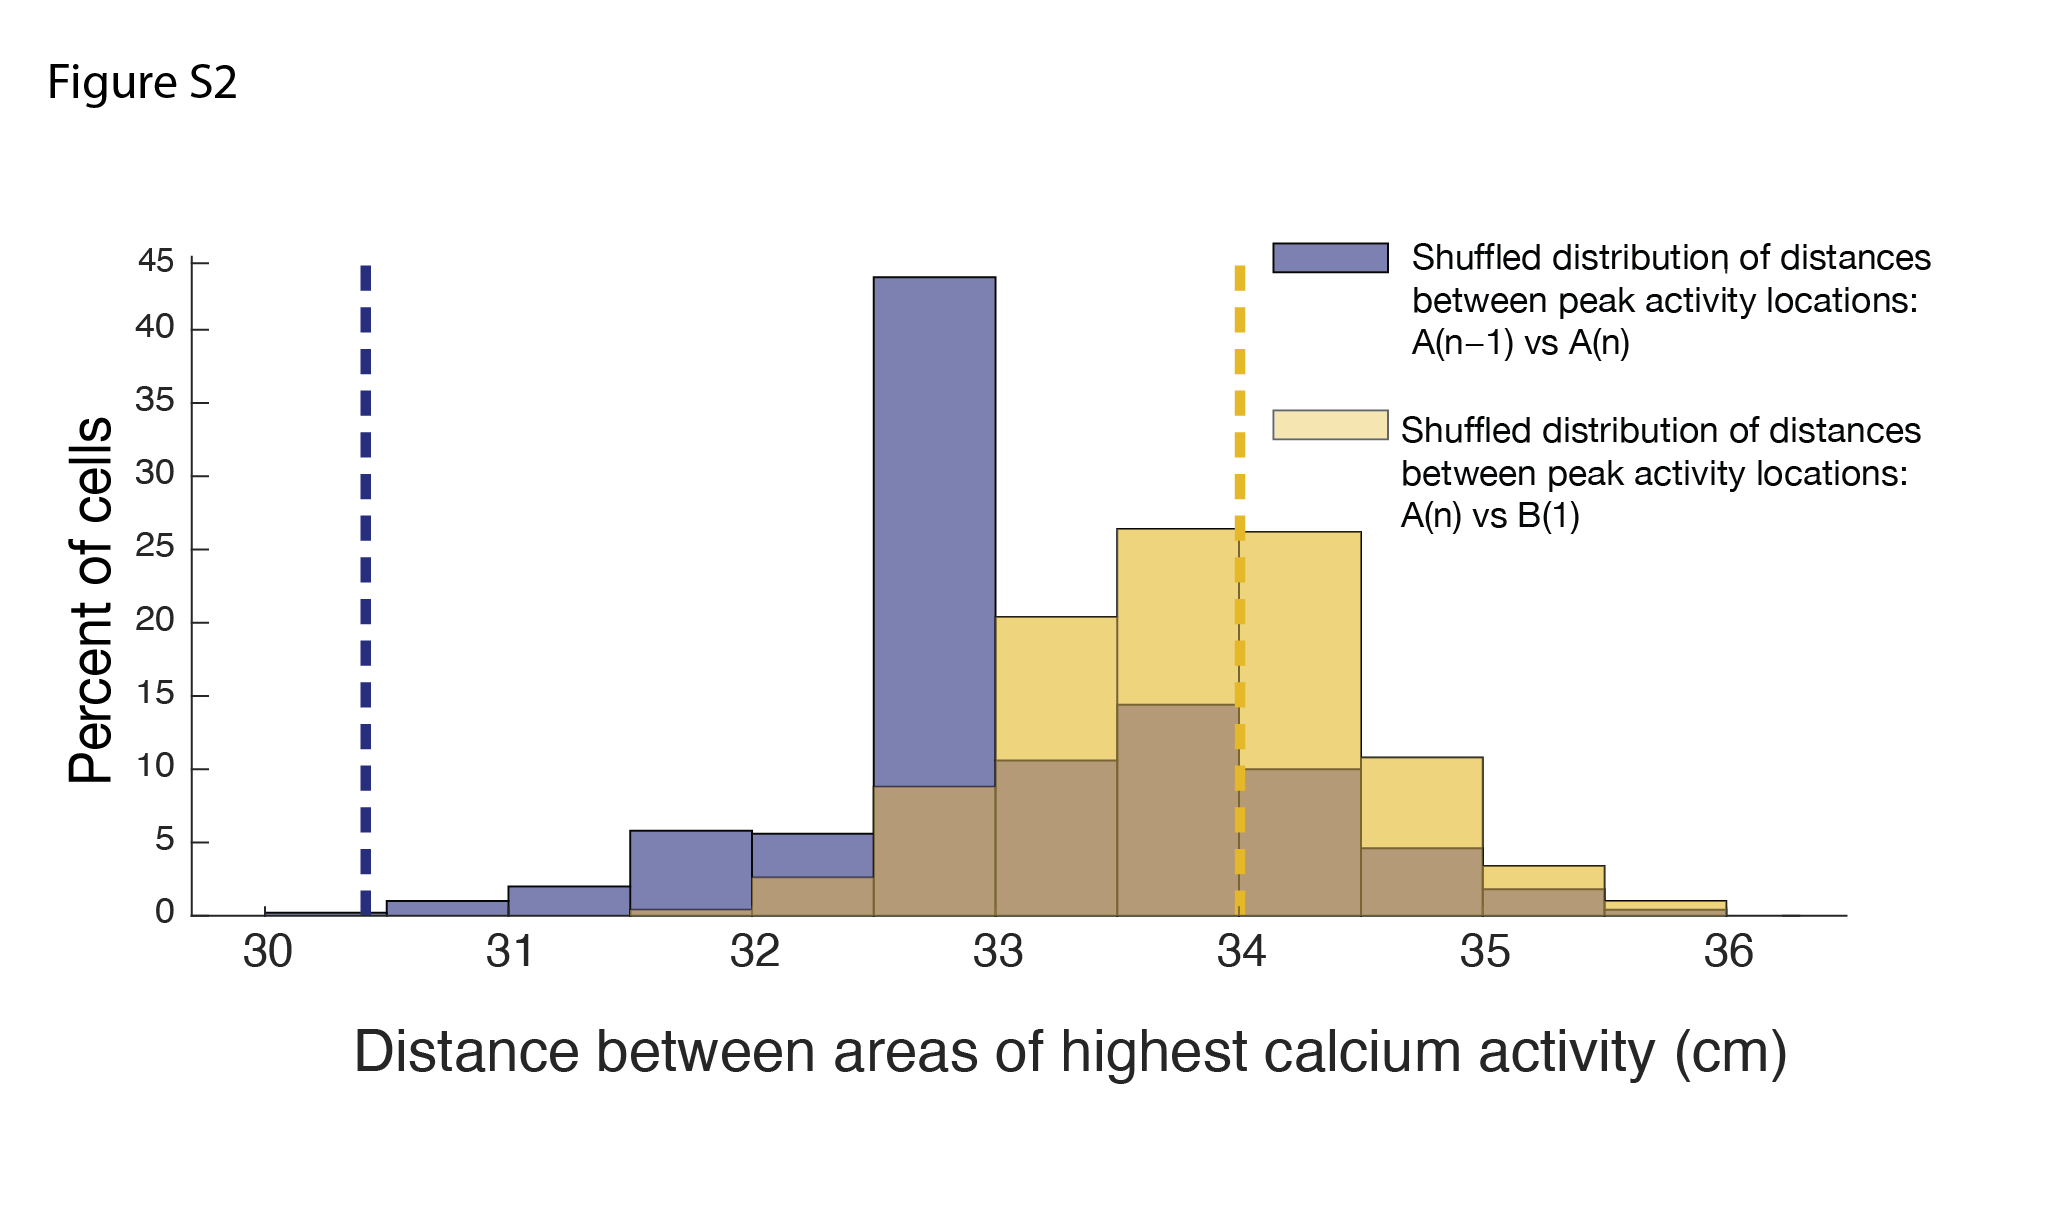 Figure S2
45
40
35
30
25
20
15
10
5
0
Percent of cells
Shuffled distribution of distances
between peak activity locations:
A(n−1) vs A(n)
Shuffled distribution of distances
between peak activity locations:
A(n) vs B(1)
30 31 32 33 34 35 36
Distance between areas of highest calcium activity (cm)